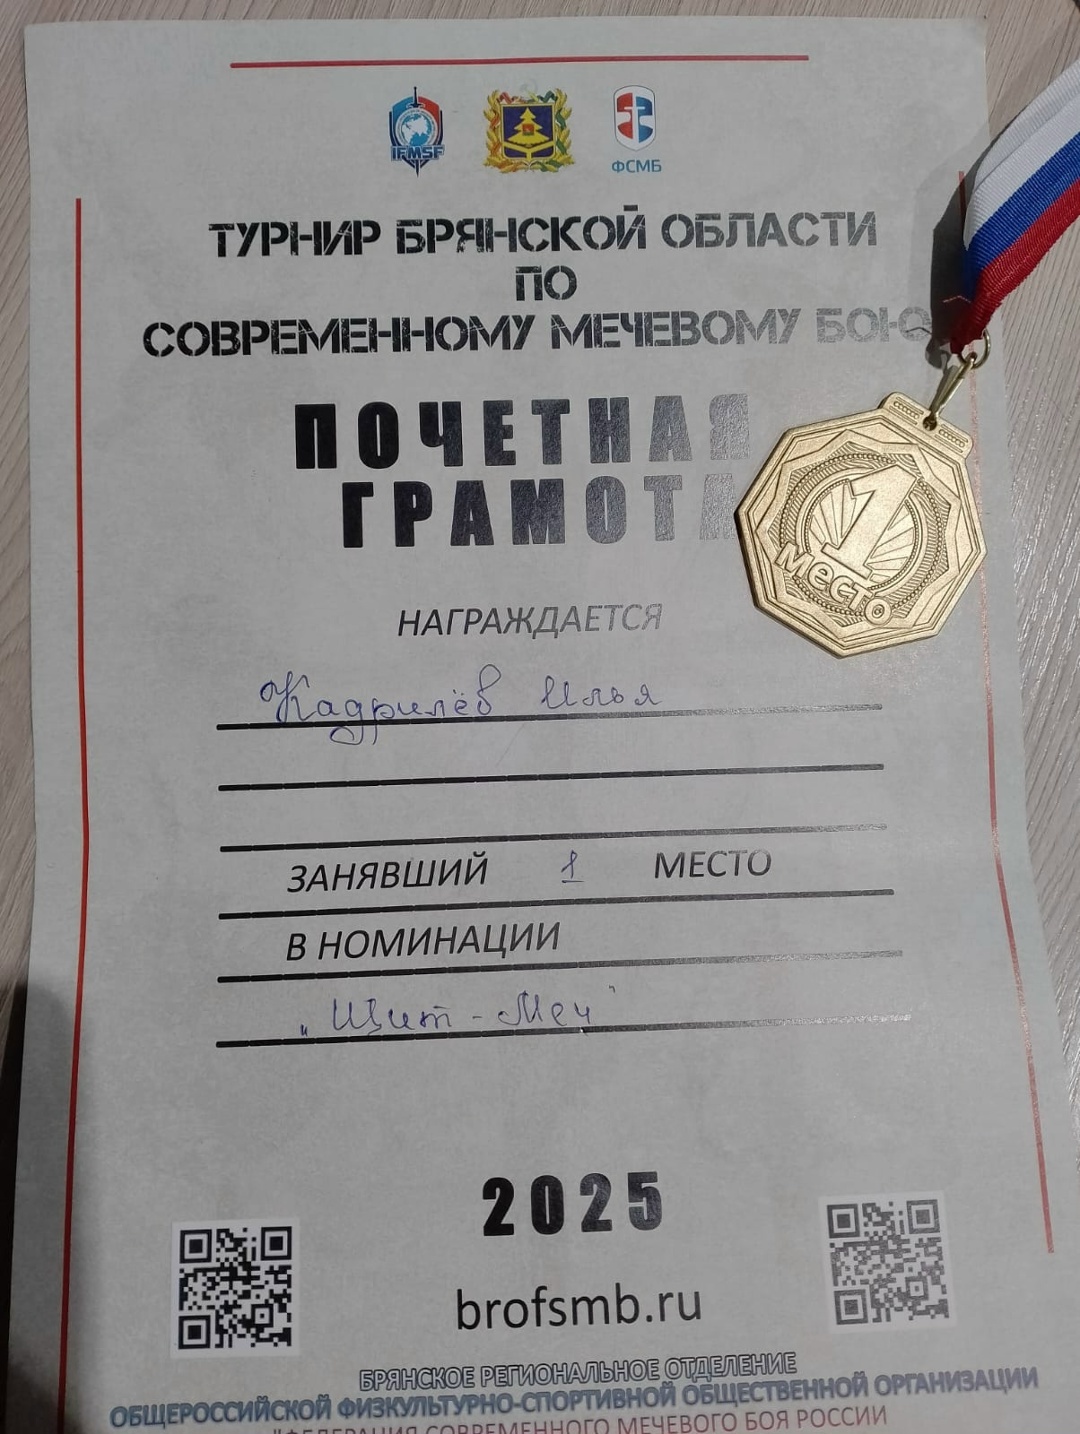 IFMSF
ФСМБ
ТУРНИР БРЯНСКОЙ ОБЛАСТИ
ПО
СОВРЕМЕННОМУ МЕЧЕВОМУ БОЮ
ПОЧЕТНАЯ
ГРАМОТА
1
место
НАГРАЖДАЕТСЯ
Кадрилёв Илья
ЗАНЯВШИЙ 1 МЕСТО
В НОМИНАЦИИ
„Щит-Меч"
2025
brofsmb.ru
БРЯНСКОЕ РЕГИОНАЛЬНОЕ ОТДЕЛЕНИЕ
ОБЩЕРОССИЙСКОЙ ФИЗКУЛЬТУРНО-СПОРТИВНОЙ ОБЩЕСТВЕННОЙ ОРГАНИЗАЦИИ
"ФЕДЕРАЦИЯ СОВРЕМЕННОГО МЕЧЕВОГО БОЯ РОССИИ